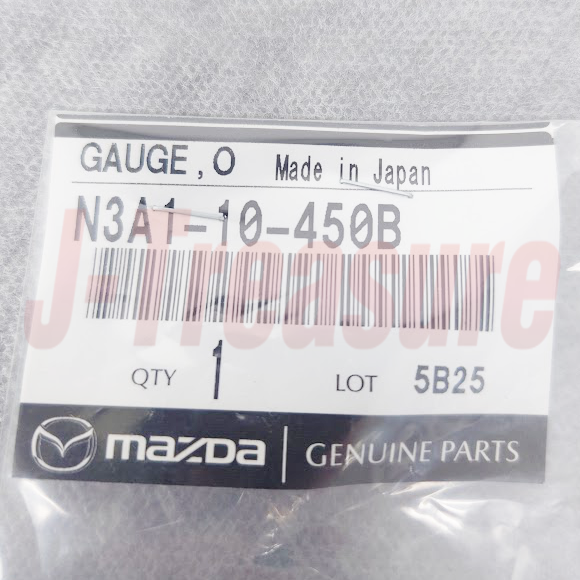 GAUGE, O Made in Japan
N3A1-10-450B
J-Treasure
QTY 1 LOT 5B25
mazda GENUINE PARTS